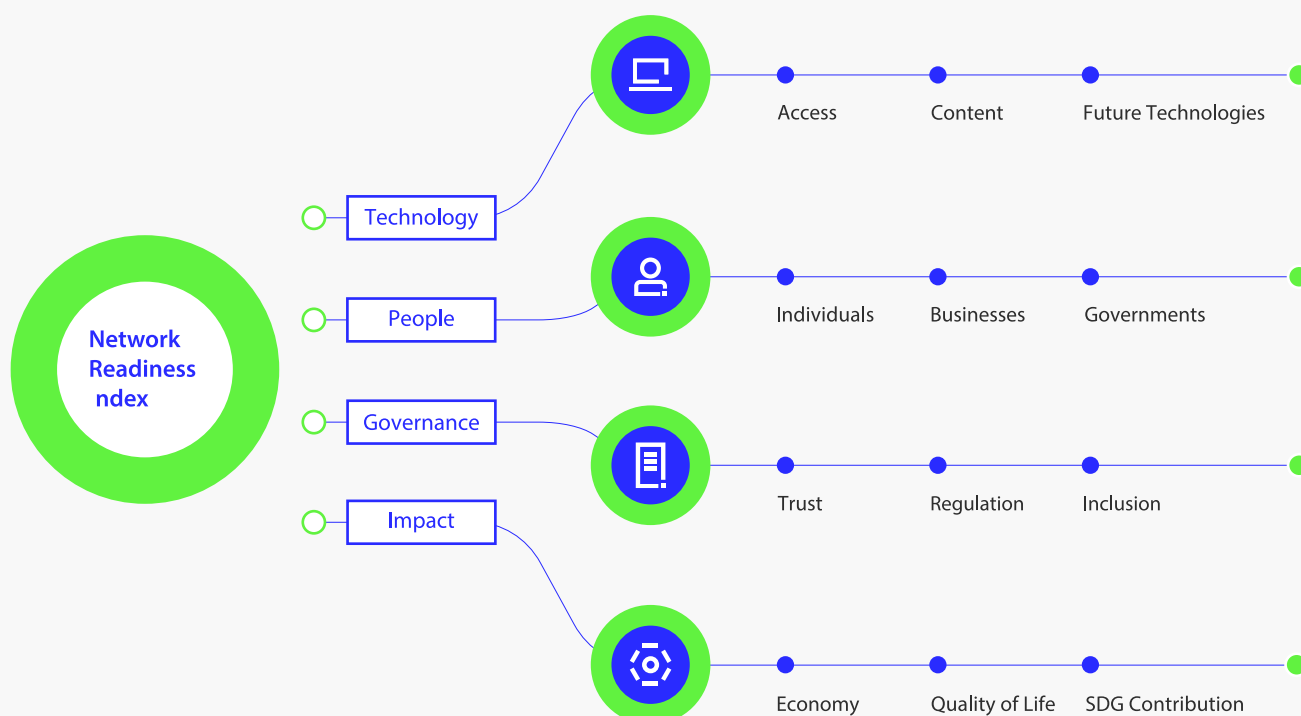 Network
Readiness
ndex
Technology
People
Governance
Impact
Access
Content
Future Technologies
Individuals
Businesses
Governments
Trust
Regulation
Inclusion
Economy
Quality of Life
SDG Contribution